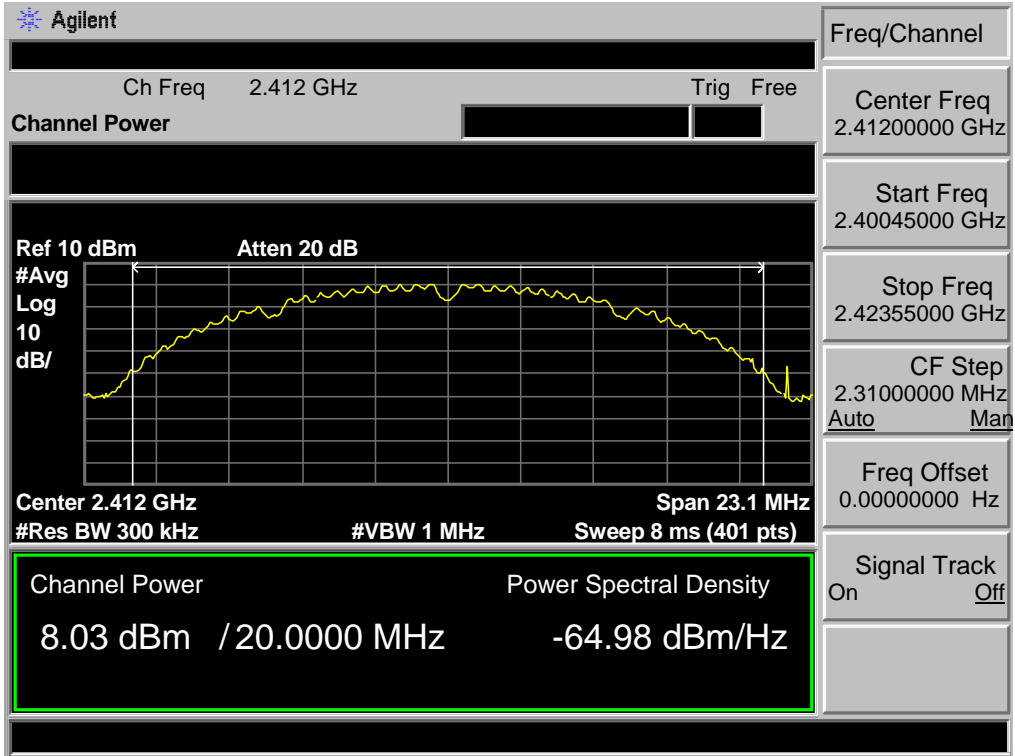 Agilent
Ch Freq 2.412 GHz Trig Free
Channel Power
Ref 10 dBm Atten 20 dB
#Avg
Log
10
dB/
Center 2.412 GHz Span 23.1 MHz
#Res BW 300 kHz #VBW 1 MHz Sweep 8 ms (401 pts)
Channel Power Power Spectral Density
8.03 dBm / 20.0000 MHz -64.98 dBm/Hz
Freq/Channel
Center Freq
2.41200000 GHz
Start Freq
2.40045000 GHz
Stop Freq
2.42355000 GHz
CF Step
2.31000000 MHz
Auto Man
Freq Offset
0.00000000 Hz
Signal Track
On Off